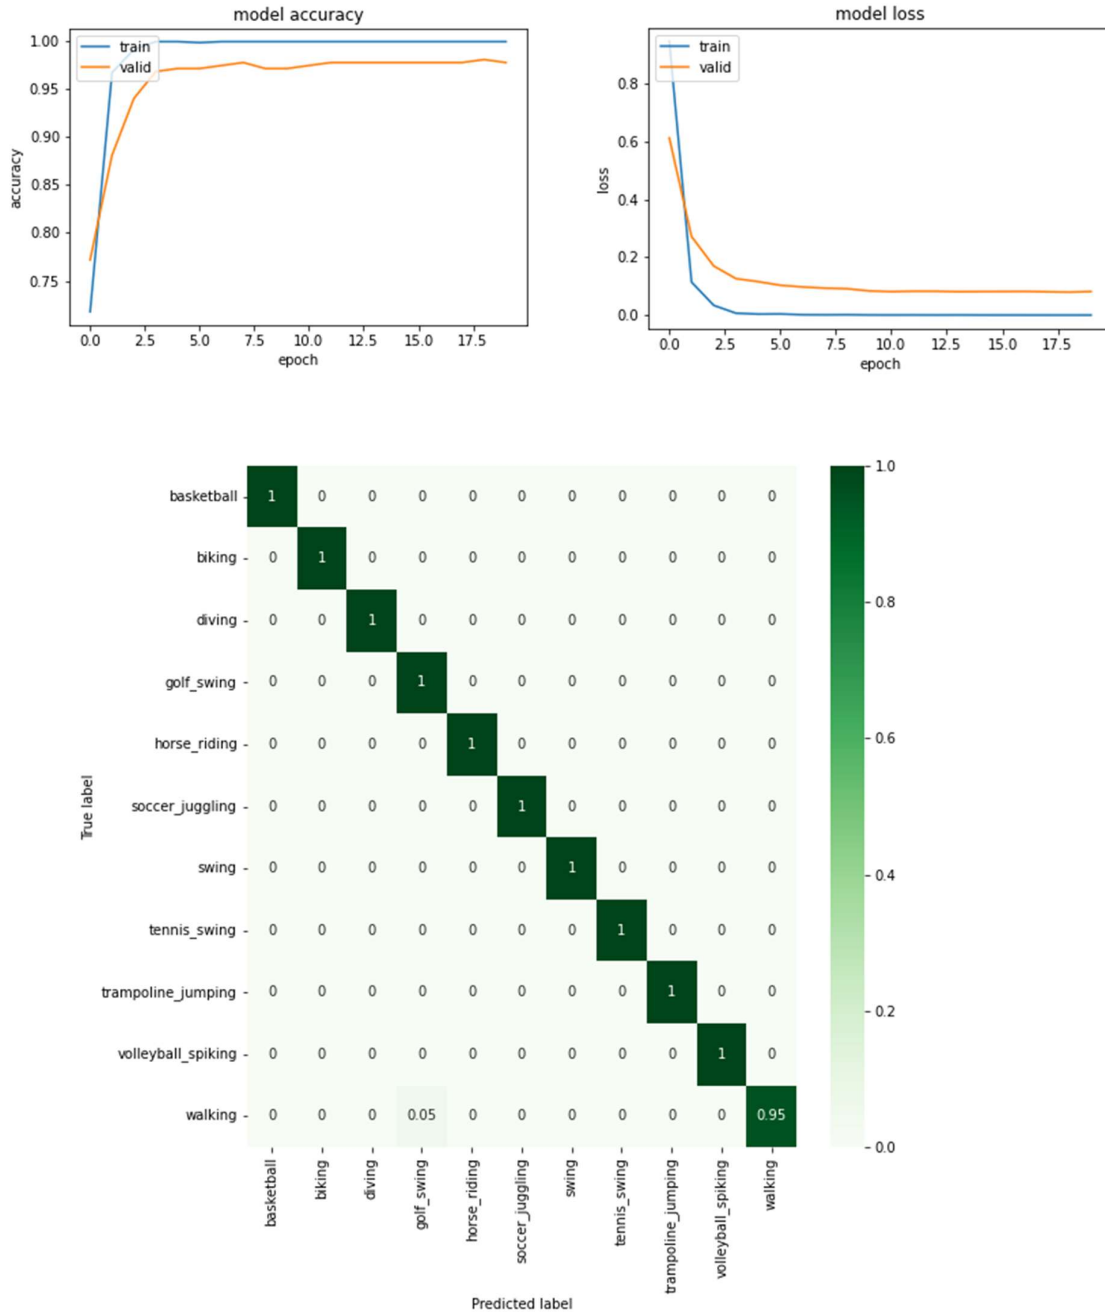 model accuracy
1.00
0.95
0.90
0.85
0.80
0.75
accuracy
train
valid
0.0 2.5 5.0 7.5 10.0 12.5 15.0 17.5
epoch
model loss
0.8
0.6
0.4
0.2
0.0
loss
train
valid
0.0 2.5 5.0 7.5 10.0 12.5 15.0 17.5
epoch
True label
basketball 1 0 0 0 0 0 0 0 0 0 0
biking 0 1 0 0 0 0 0 0 0 0 0
diving 0 0 1 0 0 0 0 0 0 0 0
golf_swing 0 0 0 1 0 0 0 0 0 0 0
horse_riding 0 0 0 0 1 0 0 0 0 0 0
soccer_juggling 0 0 0 0 0 1 0 0 0 0 0
swing 0 0 0 0 0 0 1 0 0 0 0
tennis_swing 0 0 0 0 0 0 0 1 0 0 0
trampoline_jumping 0 0 0 0 0 0 0 0 1 0 0
volleyball_spiking 0 0 0 0 0 0 0 0 0 1 0
walking 0 0 0 0.05 0 0 0 0 0 0 0.95
basketball
biking
diving
golf_swing
horse_riding
soccer_juggling
swing
tennis_swing
trampoline_jumping
volleyball_spiking
walking
Predicted label
1.0
0.8
0.6
0.4
0.2
0.0